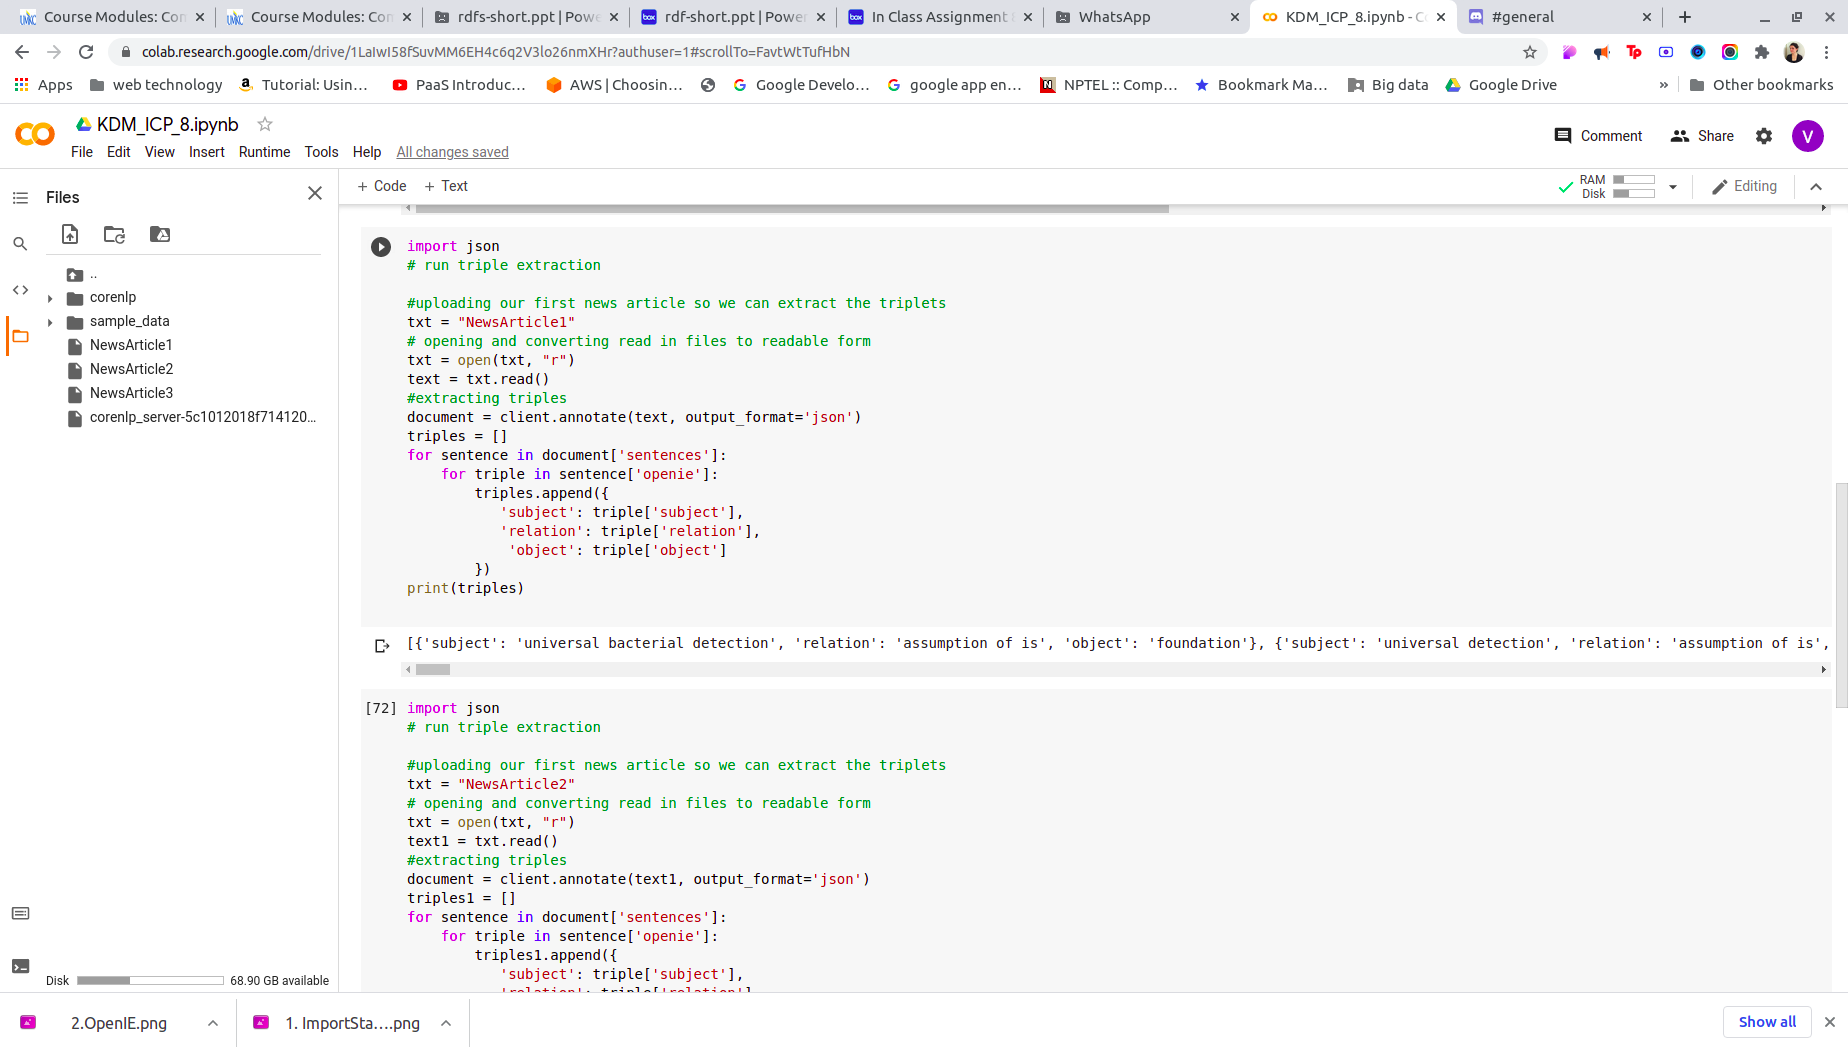 Course Modules: Con
Course Modules: Con
rdfs-short.ppt | Powe
rdf-short.ppt | Power
In Class Assignment
WhatsApp
KDM_ICP_8.ipynb - C
#general
colab.research.google.com/drive/1LaIwI58fSuvMM6EH4c6q2V3lo26nmXHr?authuser=1#scrollTo=FavtWtTufHbN
Apps
web technology
Tutorial: Usin...
PaaS Introduc...
AWS | Choosin...
Google Develo...
google app en...
NPTEL :: Comp...
Bookmark Ma...
Big data
Google Drive
»
Other bookmarks
KDM_ICP_8.ipynb
File Edit View Insert Runtime Tools Help All changes saved
Comment
Share
V
Files
+ Code + Text
RAM
Disk
Editing
..
corenlp
sample_data
NewsArticle1
NewsArticle2
NewsArticle3
corenlp_server-5c1012018f714120...
Disk 68.90 GB available
import json
# run triple extraction
#uploading our first news article so we can extract the triplets
txt = "NewsArticle1"
# opening and converting read in files to readable form
txt = open(txt, "r")
text = txt.read()
#extracting triples
document = client.annotate(text, output_format='json')
triples = []
for sentence in document['sentences']:
for triple in sentence['openie']:
triples.append({
'subject': triple['subject'],
'relation': triple['relation'],
'object': triple['object']
})
print(triples)
[{'subject': 'universal bacterial detection', 'relation': 'assumption of is', 'object': 'foundation'}, {'subject': 'universal detection', 'relation': 'assumption of is',
[72] import json
# run triple extraction
#uploading our first news article so we can extract the triplets
txt = "NewsArticle2"
# opening and converting read in files to readable form
txt = open(txt, "r")
text1 = txt.read()
#extracting triples
document = client.annotate(text1, output_format='json')
triples1 = []
for sentence in document['sentences']:
for triple in sentence['openie']:
triples1.append({
'subject': triple['subject'],
'relation': triple['relation']
2.OpenIE.png
1. ImportSta....png
Show all